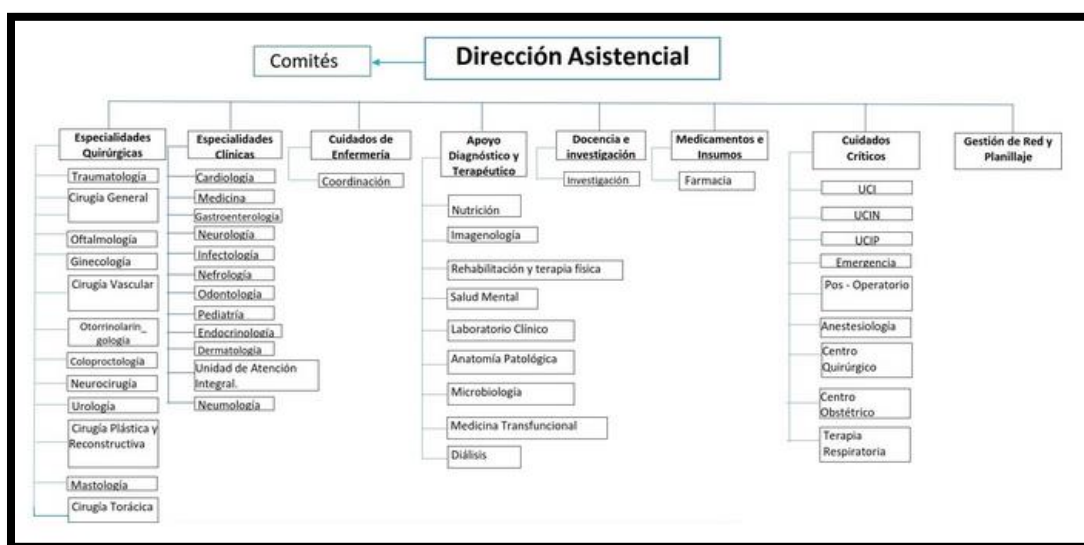 Comités
Dirección Asistencial
Especialidades
Quirúrgicas
Traumatología
Cirugía General
Oftalmología
Ginecología
Cirugía Vascular
Otorrinolarin_
gología
Coloproctología
Neurocirugía
Urología
Cirugía Plástica y
Reconstructiva
Mastología
Cirugía Torácica
Especialidades
Clínicas
Cardiología
Medicina
Gastroenterología
Neurología
Infectología
Nefrología
Odontología
Pediatría
Endocrinología
Dermatología
Unidad de Atención
Integral.
Neumología
Cuidados de
Enfermería
Coordinación
Apoyo
Diagnóstico y
Terapéutico
Nutrición
Imagenología
Rehabilitación y terapia física
Salud Mental
Laboratorio Clínico
Anatomía Patológica
Microbiología
Medicina Transfuncional
Diálisis
Docencia e
investigación
Investigación
Medicamentos e
Insumos
Farmacia
Cuidados
Críticos
UCI
UCIN
UCIP
Emergencia
Pos - Operatorio
Anestesiología
Centro
Quirúrgico
Centro
Obstétrico
Terapia
Respiratoria
Gestión de Red y
Planillaje